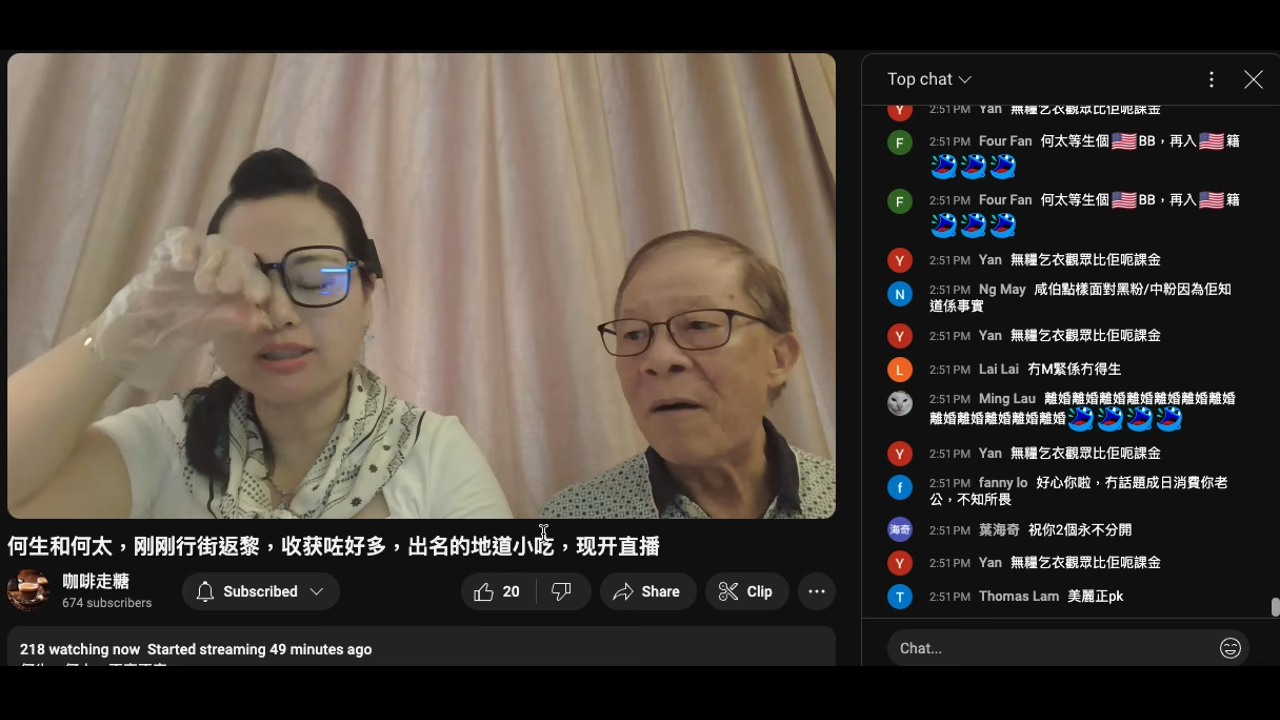 何生和何太，刚刚行街返黎，收获咗好多，出名的地道小吃，现开直播
咖啡走糖
674 subscribers
Subscribed
20
Share
Clip
218 watching now Started streaming 49 minutes ago
Top chat
2:51 PM Yan 無糧乞衣觀眾比佢呃課金
F
2:51 PM Four Fan 何太等生個🇺🇸BB，再入🇺🇸籍
F
2:51 PM Four Fan 何太等生個🇺🇸BB，再入🇺🇸籍
Y
2:51 PM Yan 無糧乞衣觀眾比佢呃課金
N
2:51 PM Ng May 咸伯點樣面對黑粉/中粉因為佢知
道係事實
Y
2:51 PM Yan 無糧乞衣觀眾比佢呃課金
L
2:51 PM Lai Lai 冇M緊係冇得生
2:51 PM Ming Lau 離婚離婚離婚離婚離婚離婚離婚
離婚離婚離婚離婚離婚
Y
2:51 PM Yan 無糧乞衣觀眾比佢呃課金
f
2:51 PM fanny lo 好心你啦，冇話題成日消費你老
公，不知所畏
海奇
2:51 PM 葉海奇 祝你2個永不分開
Y
2:51 PM Yan 無糧乞衣觀眾比佢呃課金
T
2:51 PM Thomas Lam 美麗正pk
Chat...